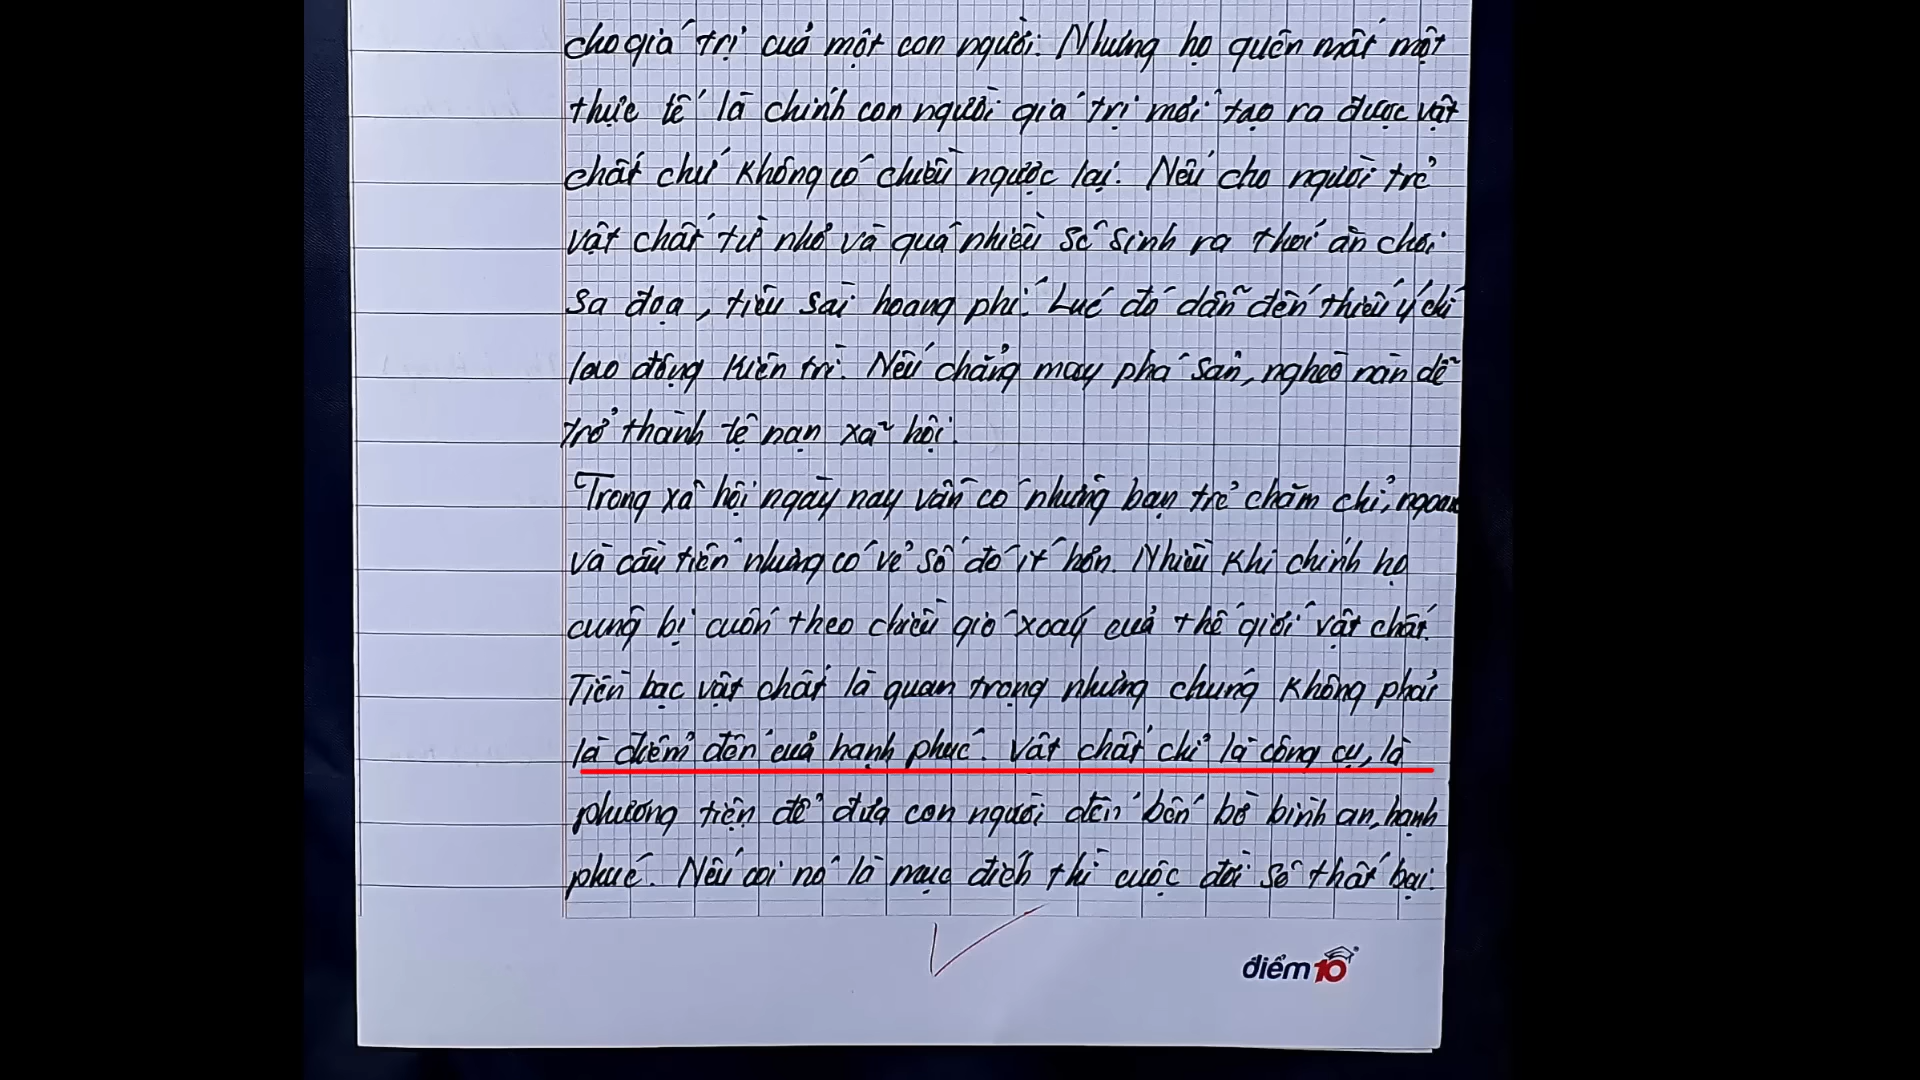 cho giá trị của một con người. Nhưng họ quên mất một
thực tế là chính con người giá trị mới tạo ra được vật
chất chứ không có chiều ngược lại. Nếu cho người trẻ
vật chất từ nhỏ và quá nhiều sẽ sinh ra thói ăn chơi
sa đọa, tiêu sài hoang phí. Lúc đó dẫn đến thiếu ý chí
lao động kiên trì. Nếu chẳng may phá sản, nghèo nàn dễ
trở thành tệ nạn xã hội.
Trong xã hội ngày nay vẫn có những bạn trẻ chăm chỉ, ngoan
và cầu tiến nhưng có vẻ số đó ít hơn. Nhiều khi chính họ
cũng bị cuốn theo chiều gió xoáy của thế giới vật chất.
Tiền bạc vật chất là quan trọng nhưng chúng không phải
là điểm đến của hạnh phúc. Vật chất chỉ là công cụ, là
phương tiện để đưa con người đến bến bờ bình an, hạnh
phúc. Nếu coi nó là mục đích thì cuộc đời sẽ thất bại.
điểm10